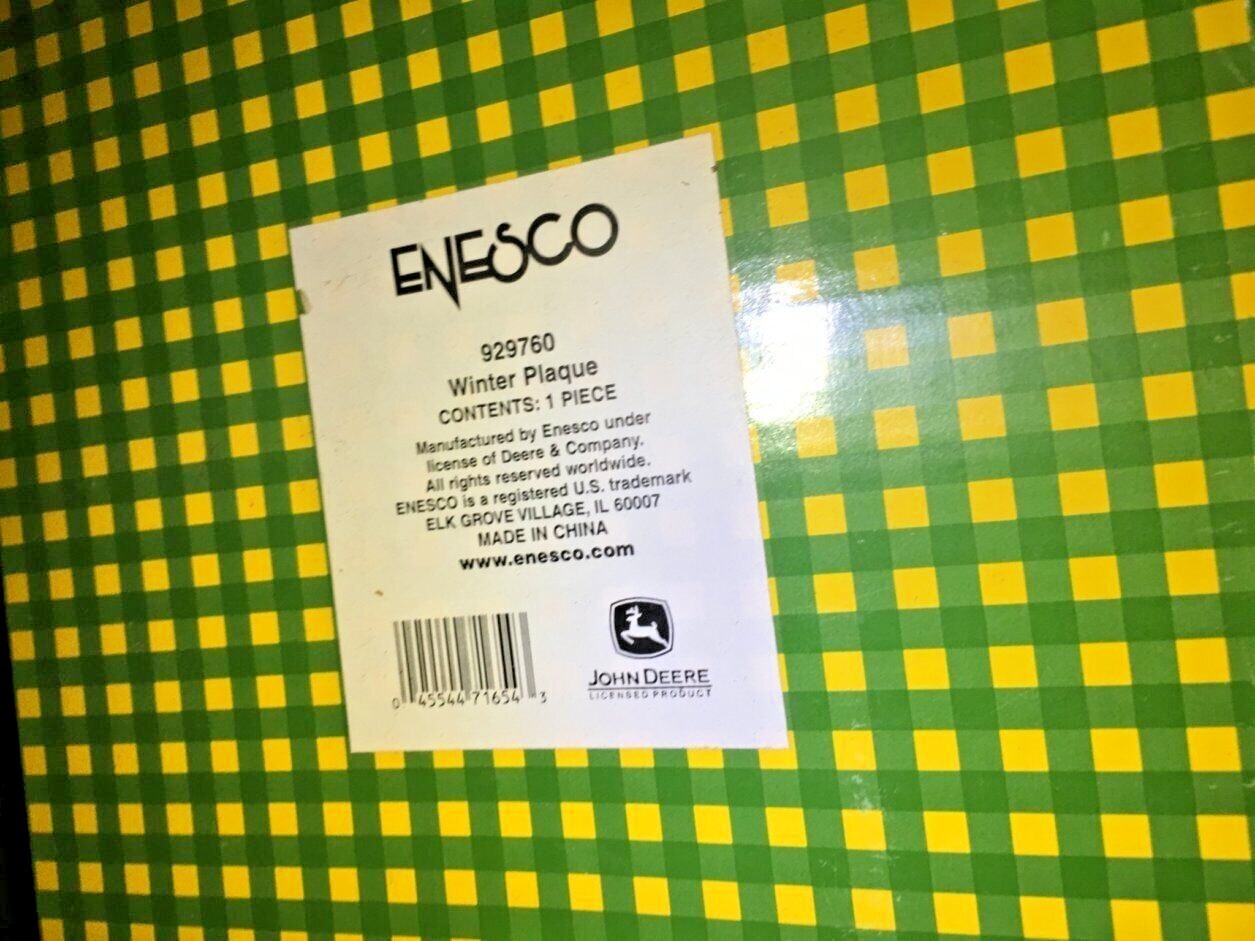 ENESCO
929760
Winter Plaque
CONTENTS: 1 PIECE
Manufactured by Enesco under
license of Deere & Company.
All rights reserved worldwide.
ENESCO is a registered U.S. trademark
ELK GROVE VILLAGE, IL 60007
MADE IN CHINA
www.enesco.com
0 45544 71654 3
JOHN DEERE
LICENSED PRODUCT